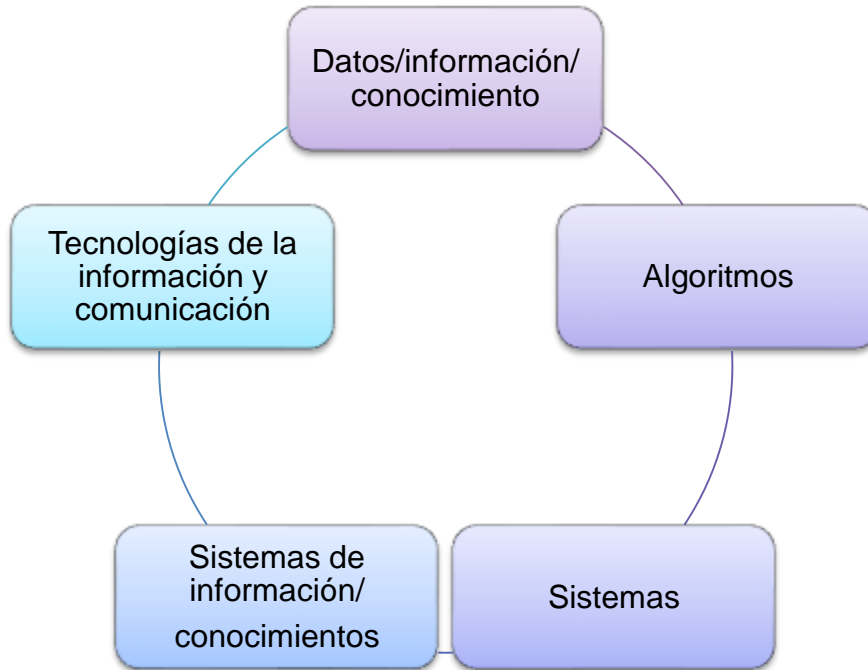 Datos/información/
conocimiento
Algoritmos
Sistemas
Sistemas de
información/
conocimientos
Tecnologías de la
información y
comunicación